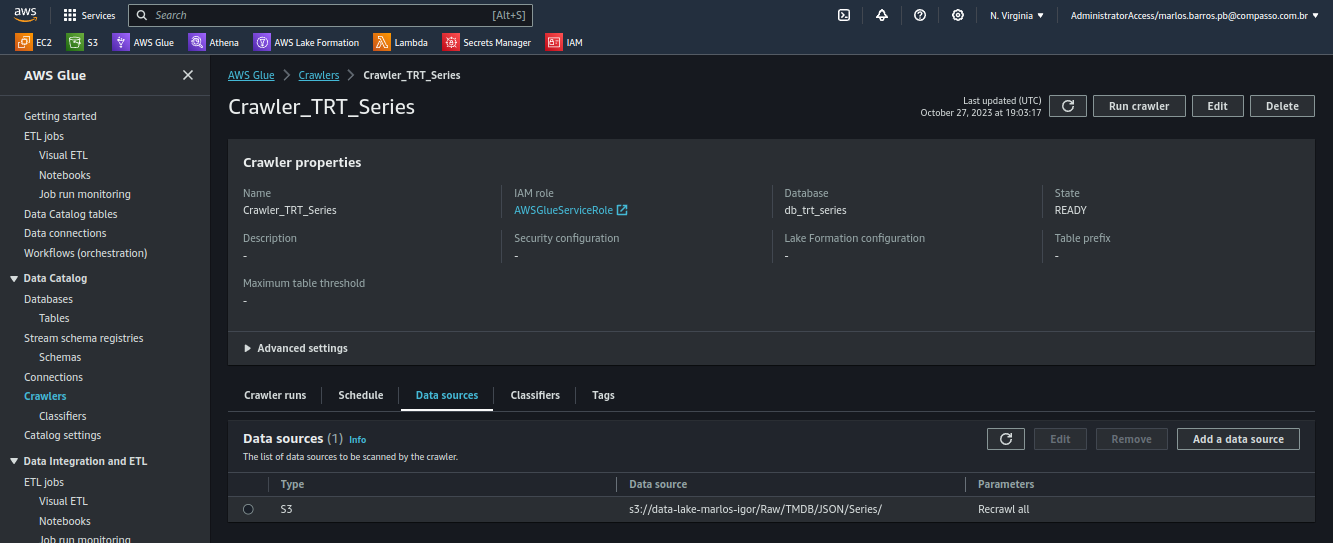 aws
Services
Search
[Alt+S]
N. Virginia
AdministratorAccess/marlos.barros.pb@compasso.com.br
EC2
S3
AWS Glue
Athena
AWS Lake Formation
Lambda
Secrets Manager
IAM
AWS Glue
Getting started
ETL jobs
Visual ETL
Notebooks
Job run monitoring
Data Catalog tables
Data connections
Workflows (orchestration)
Data Catalog
Databases
Tables
Stream schema registries
Schemas
Connections
Crawlers
Classifiers
Catalog settings
Data Integration and ETL
ETL jobs
Visual ETL
Notebooks
Job run monitoring
AWS Glue > Crawlers > Crawler_TRT_Series
Crawler_TRT_Series
Last updated (UTC)
October 27, 2023 at 19:03:17
Run crawler
Edit
Delete
Crawler properties
Name
Crawler_TRT_Series
IAM role
AWSGlueServiceRole
Database
db_trt_series
State
READY
Description
-
Security configuration
-
Lake Formation configuration
-
Table prefix
-
Maximum table threshold
-
Advanced settings
Crawler runs
Schedule
Data sources
Classifiers
Tags
Data sources (1) Info
The list of data sources to be scanned by the crawler.
Edit
Remove
Add a data source
Type
Data source
Parameters
S3
s3://data-lake-marlos-igor/Raw/TMDB/JSON/Series/
Recrawl all